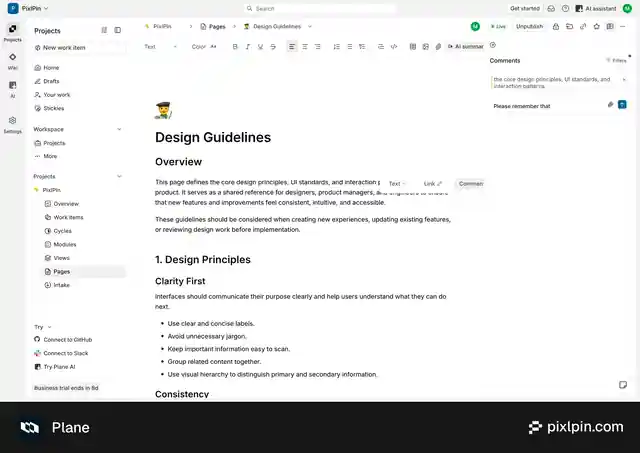 P PixlPin
Search
Get started
AI assistant
M
Projects
Wiki
AI
Settings
Projects
New work item
Home
Drafts
Your work
Stickies
Workspace
Projects
More
Projects
PixlPin
Overview
Work items
Cycles
Modules
Views
Pages
Intake
Try
Connect to GitHub
Connect to Slack
Try Plane AI
Business trial ends in 8d
PixlPin
Pages
Design Guidelines
M
Live
Unpublish
Text
Color Aa
B I U S
AI summar
Design Guidelines
Overview
This page defines the core design principles, UI standards, and interaction p
product. It serves as a shared reference for designers, product managers, and engineers to ensure
that new features and improvements feel consistent, intuitive, and accessible.
Text
Link
Commen
These guidelines should be considered when creating new experiences, updating existing features,
or reviewing design work before implementation.
1. Design Principles
Clarity First
Interfaces should communicate their purpose clearly and help users understand what they can do
next.
• Use clear and concise labels.
• Avoid unnecessary jargon.
• Keep important information easy to scan.
• Group related content together.
• Use visual hierarchy to distinguish primary and secondary information.
Consistency
Comments
Filters
the core design principles, UI standards, and
interaction patterns
Please remember that
Plane
pixlpin.com